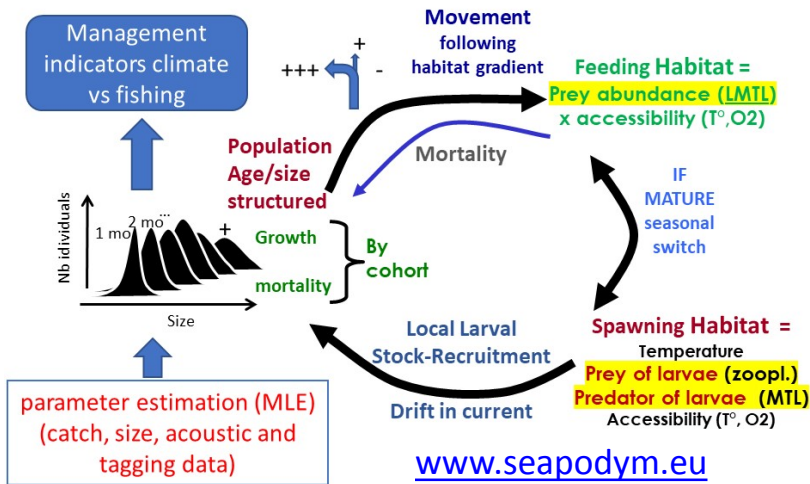 Management
indicators climate
vs fishing
+
+++
-
Movement
following
habitat gradient
Feeding Habitat =
Prey abundance (LMTL)
x accessibility (T°,O2)
Mortality
Population
Age/size
structured
IF
MATURE
seasonal
switch
Nb idividuals
1 mo
2 mo
...
+
Growth
mortality
By
cohort
Size
Local Larval
Stock-Recruitment
Drift in current
Spawning Habitat =
Temperature
Prey of larvae (zoopl.)
Predator of larvae (MTL)
Accessibility (T°, O2)
parameter estimation (MLE)
(catch, size, acoustic and
tagging data)
www.seapodym.eu